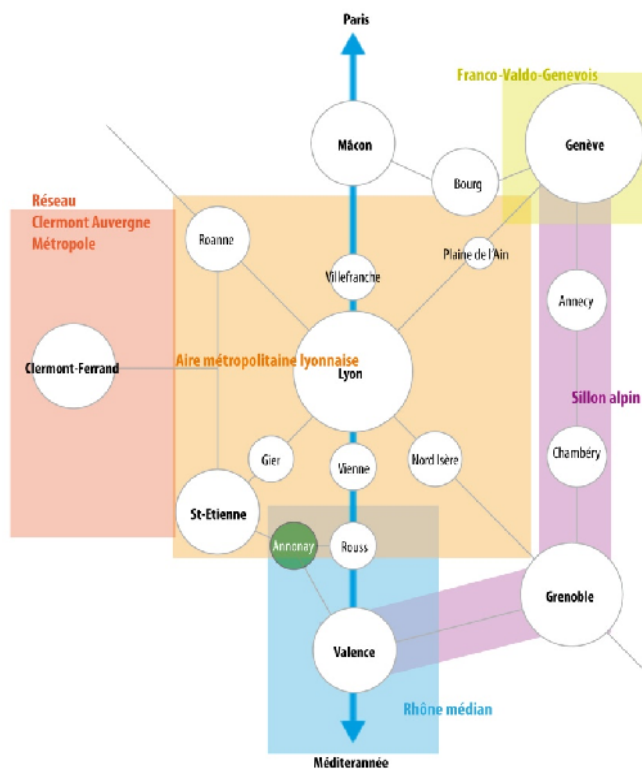 Paris
Franco-Valdo-Genevois
Mâcon
Genève
Bourg
Réseau
Clermont Auvergne
Métropole
Roanne
Plaine de l'Ain
Villefranche
Annecy
Aire métropolitaine lyonnaise
Clermont-Ferrand
Lyon
Sillon alpin
Gier
Vienne
Nord Isère
Chambéry
St-Etienne
Annonay
Rouss
Grenoble
Valence
Rhône médian
Méditerannée